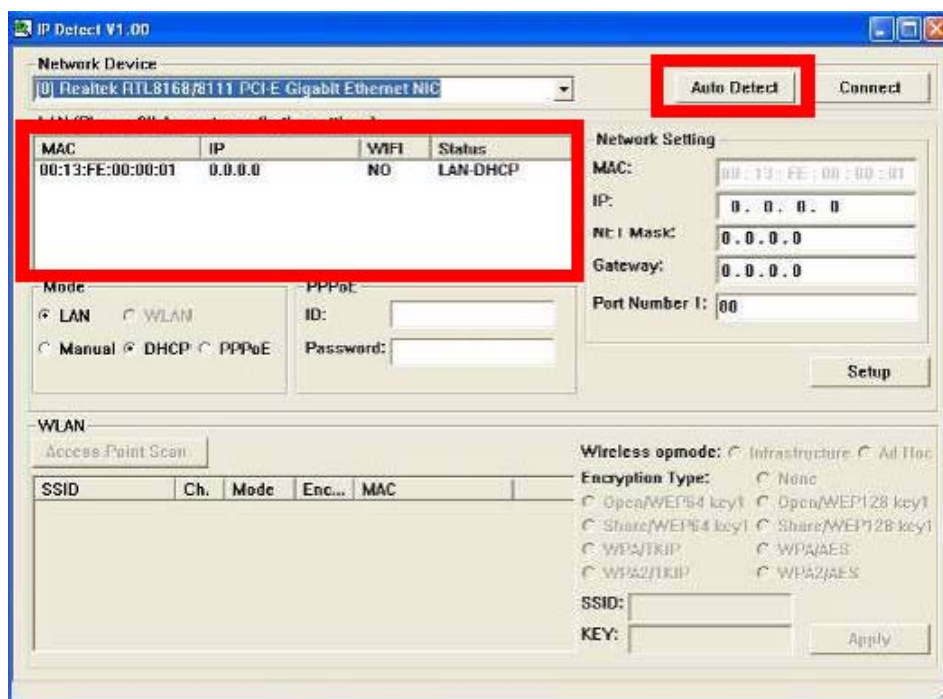 IP Detect V1.00
Network Device
[0] Realtek RTL8168/8111 PCI-E Gigabit Ethernet NIC
Auto Detect
Connect
MAC IP WIFI Status
00:13:FE:00:00:01 0.0.0.0 NO LAN-DHCP
Network Setting
MAC: 00 : 13 : FE : 00 : 00 : 01
IP: 0 . 0 . 0 . 0
NET Mask: 0.0.0.0
Gateway: 0.0.0.0
Port Number 1: 00
Setup
Mode
LAN WLAN
Manual DHCP PPPoE
PPPoE
ID:
Password:
WLAN
Access Point Scan
SSID Ch. Mode Enc... MAC
Wireless opmode: Infrastructure Ad Hoc
Encryption Type: None
Open/WEP64 key1 Open/WEP128 key1
Share/WEP64 key1 Share/WEP128 key1
WPA/TKIP WPA/AES
WPA2/TKIP WPA2/AES
SSID:
KEY:
Apply